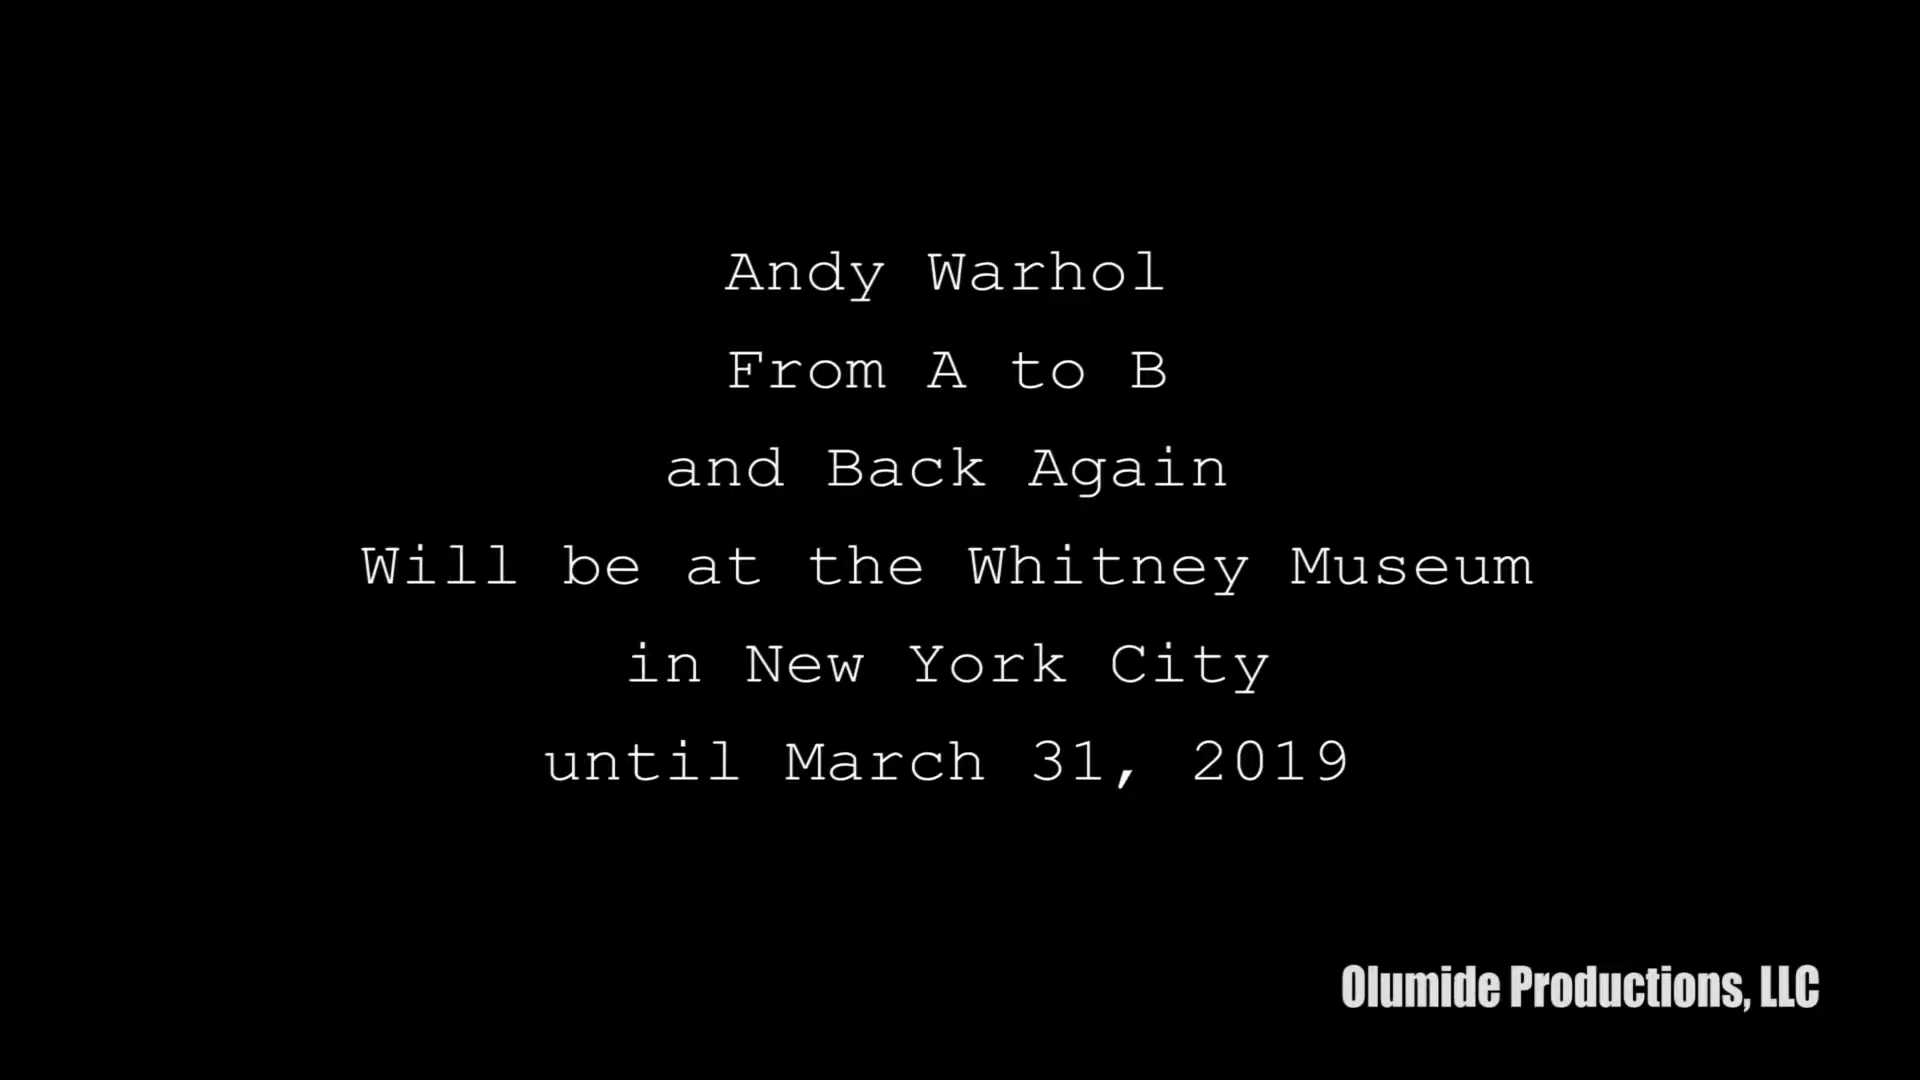 Andy Warhol
From A to B
and Back Again
Will be at the Whitney Museum
in New York City
until March 31, 2019
Olumide Productions, LLC